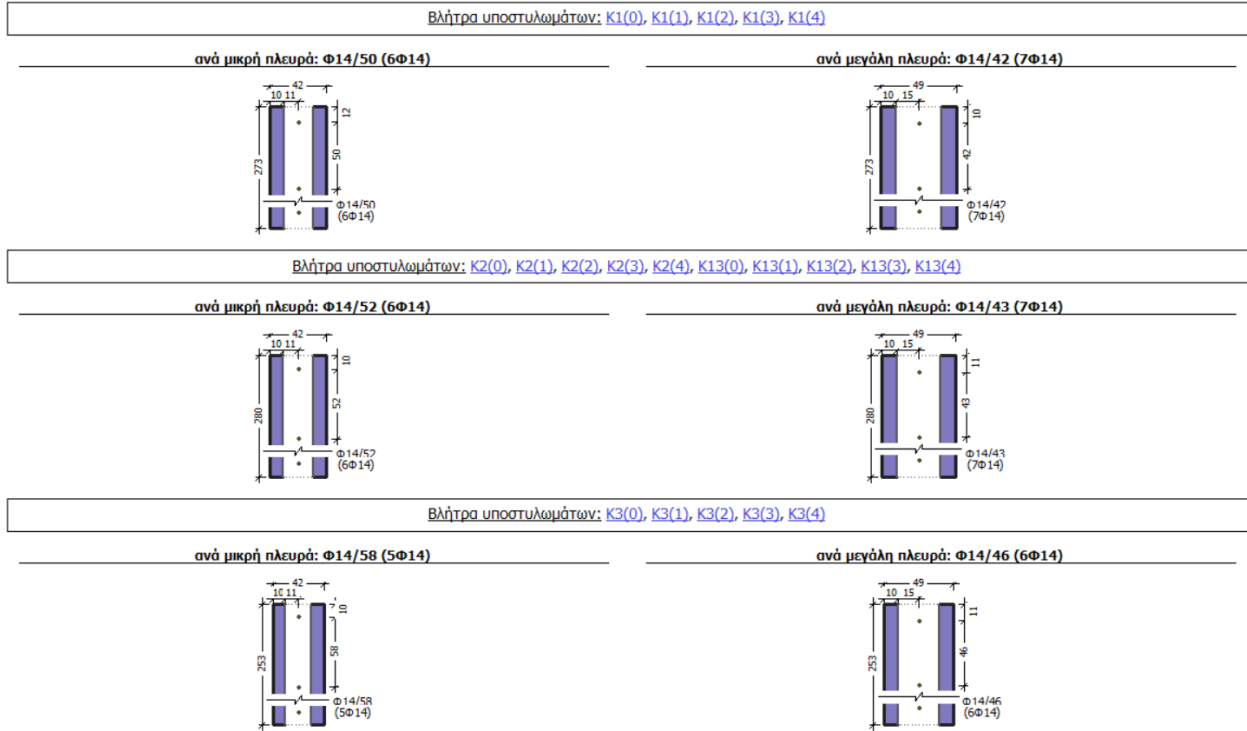 Βλήτρα υποστυλωμάτων: K1(0), K1(1), K1(2), K1(3), K1(4)
ανά μικρή πλευρά: Φ14/50 (6Φ14)
42
10 11
12
50
273
Φ14/50
(6Φ14)
ανά μεγάλη πλευρά: Φ14/42 (7Φ14)
49
10 15
10
42
273
Φ14/42
(7Φ14)
Βλήτρα υποστυλωμάτων: K2(0), K2(1), K2(2), K2(3), K2(4), K13(0), K13(1), K13(2), K13(3), K13(4)
ανά μικρή πλευρά: Φ14/52 (6Φ14)
42
10 11
10
52
280
Φ14/52
(6Φ14)
ανά μεγάλη πλευρά: Φ14/43 (7Φ14)
49
10 15
11
43
280
Φ14/43
(7Φ14)
Βλήτρα υποστυλωμάτων: K3(0), K3(1), K3(2), K3(3), K3(4)
ανά μικρή πλευρά: Φ14/58 (5Φ14)
42
10 11
10
58
253
Φ14/58
(5Φ14)
ανά μεγάλη πλευρά: Φ14/46 (6Φ14)
49
10 15
11
46
253
Φ14/46
(6Φ14)